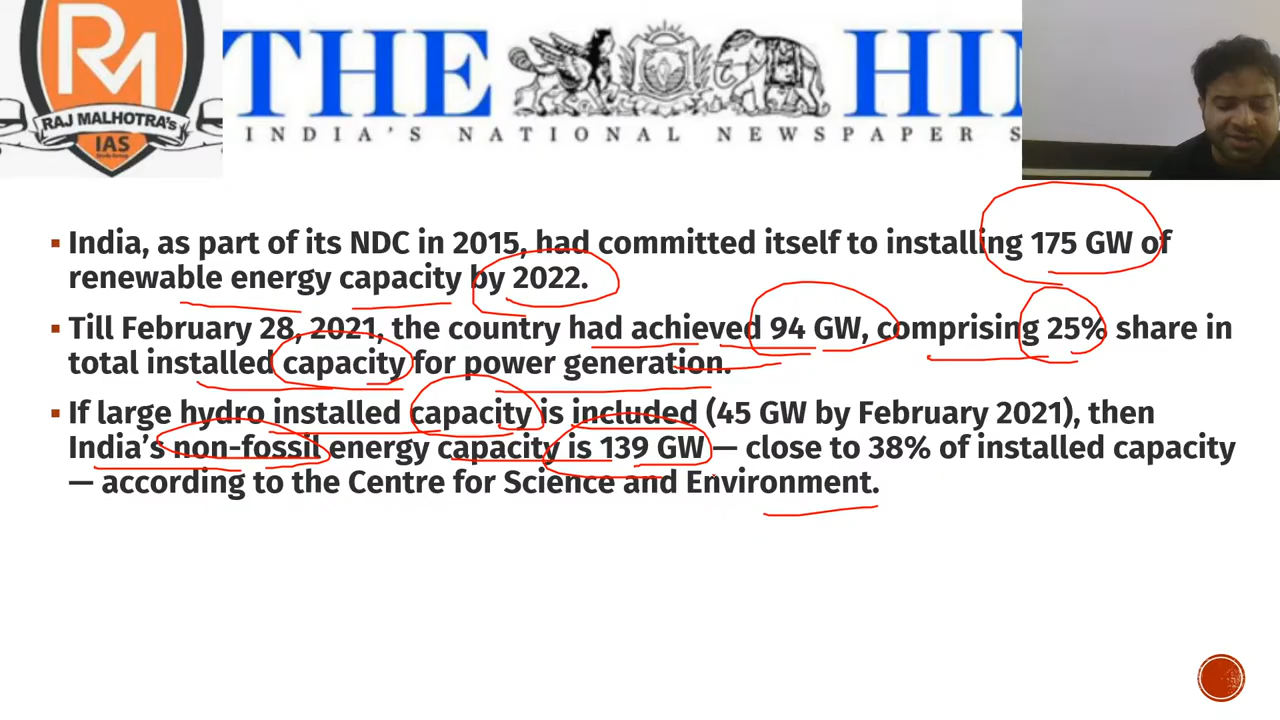 RM
RAJ MALHOTRA'S
IAS
Study Group
THE HI
INDIA'S NATIONAL NEWSPAPER S
India, as part of its NDC in 2015, had committed itself to installing 175 GW of
renewable energy capacity by 2022.
Till February 28, 2021, the country had achieved 94 GW, comprising 25% share in
total installed capacity for power generation.
If large hydro installed capacity is included (45 GW by February 2021), then
India's non-fossil energy capacity is 139 GW — close to 38% of installed capacity
— according to the Centre for Science and Environment.